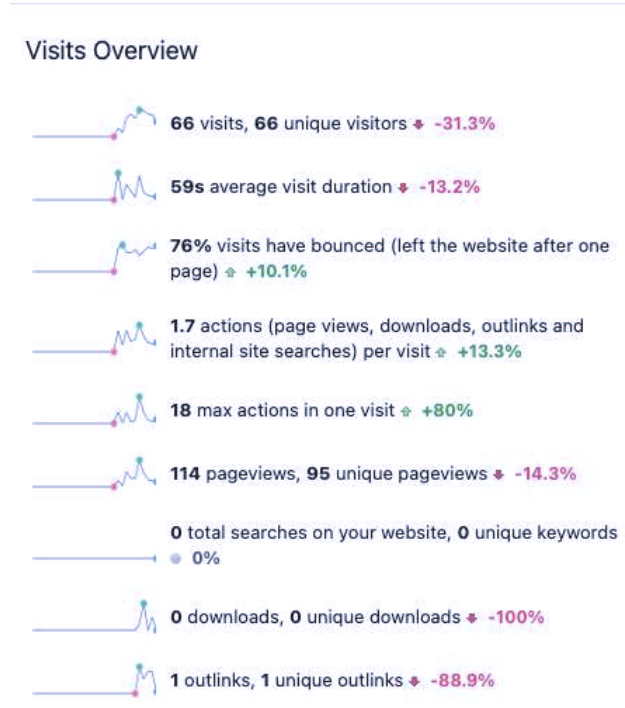 Visits Overview
66 visits, 66 unique visitors -31.3%
59s average visit duration -13.2%
76% visits have bounced (left the website after one
page) +10.1%
1.7 actions (page views, downloads, outlinks and
internal site searches) per visit +13.3%
18 max actions in one visit +80%
114 pageviews, 95 unique pageviews -14.3%
0 total searches on your website, 0 unique keywords
0%
0 downloads, 0 unique downloads -100%
1 outlinks, 1 unique outlinks -88.9%